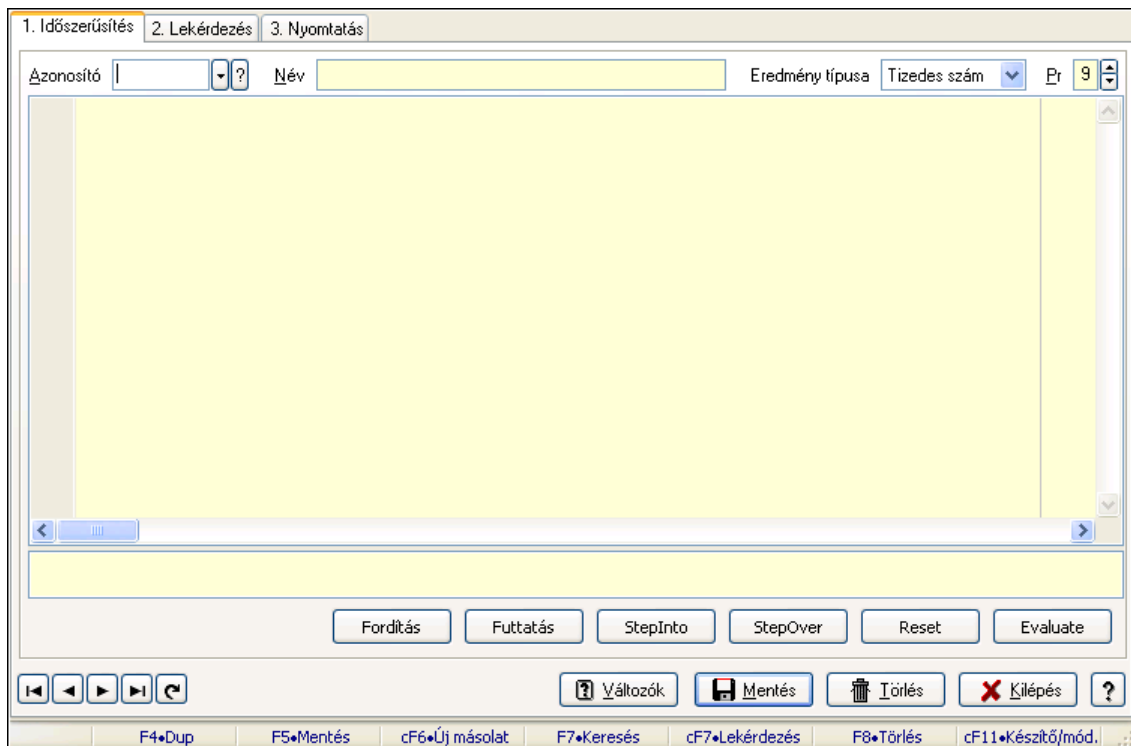 1. Időszerűsítés 2. Lekérdezés 3. Nyomtatás
Azonosító ? Név Eredmény típusa Tizedes szám Pr 9
Fordítás Futtatás StepInto StepOver Reset Evaluate
Változók Mentés Törlés Kilépés ?
F4•Dup F5•Mentés cF6•Új másolat F7•Keresés cF7•Lekérdezés F8•Törlés cF11•Készítő/mód.